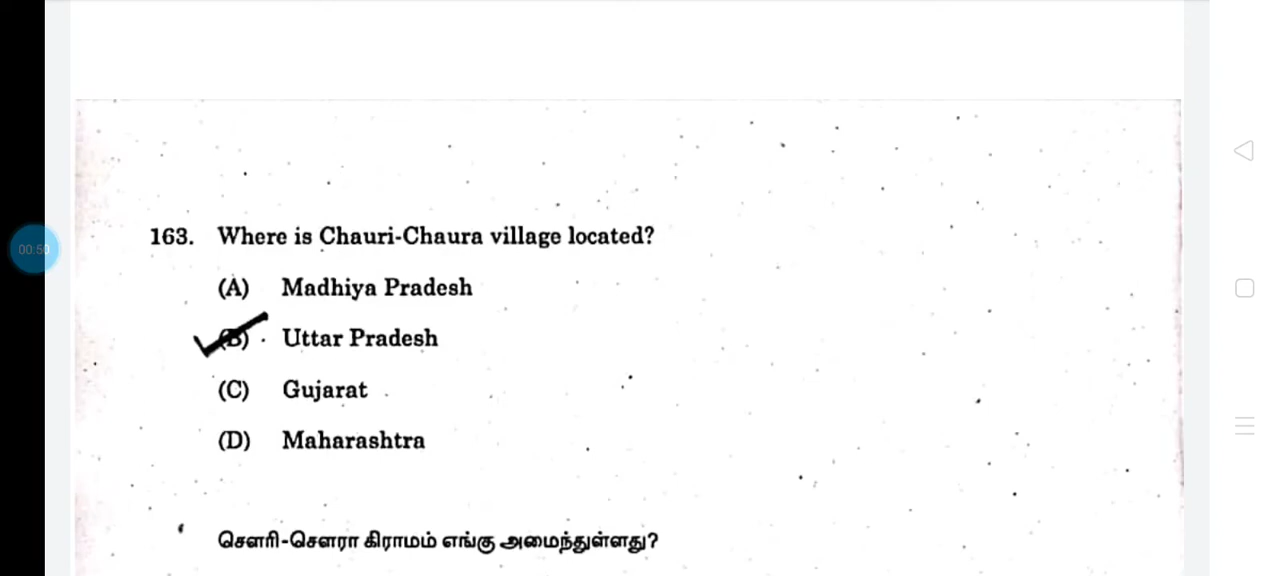 163. Where is Chauri-Chaura village located?
(A) Madhiya Pradesh
(B) Uttar Pradesh
(C) Gujarat
(D) Maharashtra
சௌரி-சௌரா கிராமம் எங்கு அமைந்துள்ளது?
00:50